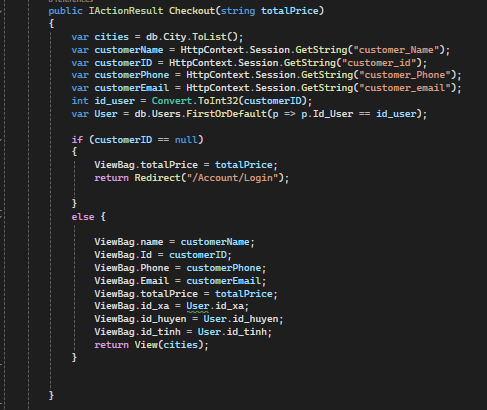 public IActionResult Checkout(string totalPrice)
{
var cities = db.City.ToList();
var customerName = HttpContext.Session.GetString("customer_Name");
var customerID = HttpContext.Session.GetString("customer_id");
var customerPhone = HttpContext.Session.GetString("customer_Phone");
var customerEmail = HttpContext.Session.GetString("customer_email");
int id_user = Convert.ToInt32(customerID);
var User = db.Users.FirstOrDefault(p => p.Id_User == id_user);
if (customerID == null)
{
ViewBag.totalPrice = totalPrice;
return Redirect("/Account/Login");
}
else {
ViewBag.name = customerName;
ViewBag.Id = customerID;
ViewBag.Phone = customerPhone;
ViewBag.Email = customerEmail;
ViewBag.totalPrice = totalPrice;
ViewBag.id_xa = User.id_xa;
ViewBag.id_huyen = User.id_huyen;
ViewBag.id_tinh = User.id_tinh;
return View(cities);
}
}